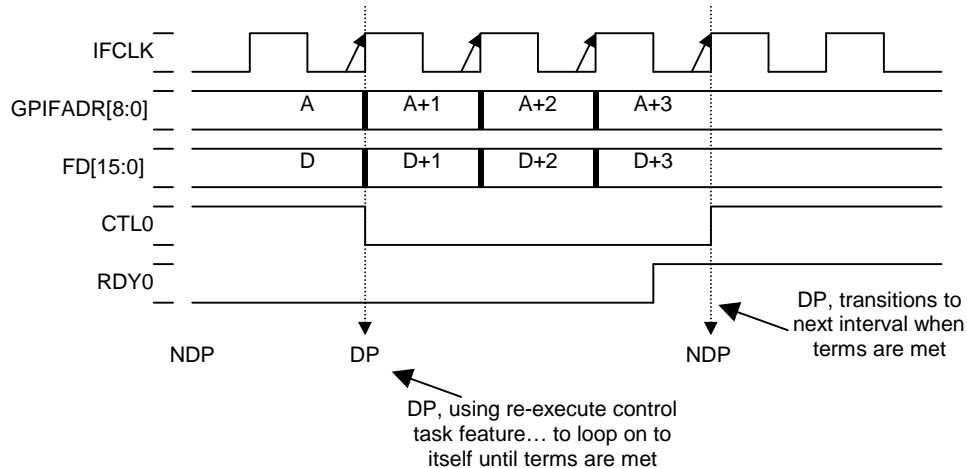 IFCLK
GPIFADR[8:0]
A
A+1
A+2
A+3
FD[15:0]
D
D+1
D+2
D+3
CTL0
RDY0
NDP
DP
NDP
DP, transitions to
next interval when
terms are met
DP, using re-execute control
task feature… to loop on to
itself until terms are met